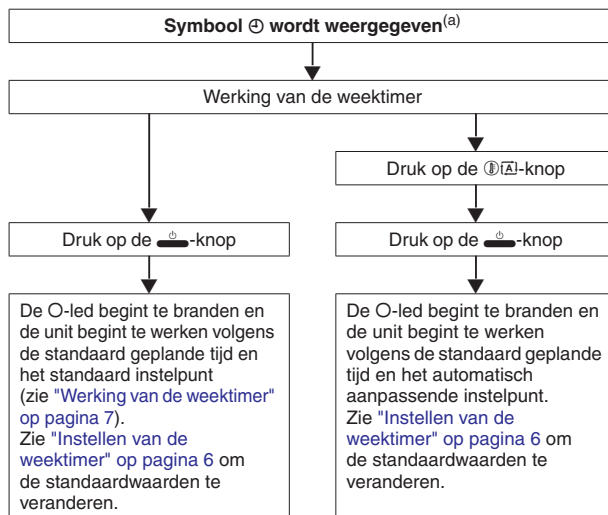 Symbool ⏲ wordt weergegeven(a)
Werking van de weektimer
Druk op de A-knop
Druk op de ⏻-knop
Druk op de ⏻-knop
De O-led begint te branden en
de unit begint te werken volgens
de standaard geplande tijd en
het standaard instelpunt
(zie "Werking van de weektimer"
op pagina 7).
Zie "Instellen van de
weektimer" op pagina 6 om
de standaardwaarden te
veranderen.
De O-led begint te branden en
de unit begint te werken
volgens de standaard geplande
tijd en het automatisch
aanpassende instelpunt.
Zie "Instellen van de
weektimer" op pagina 6 om
de standaardwaarden te
veranderen.